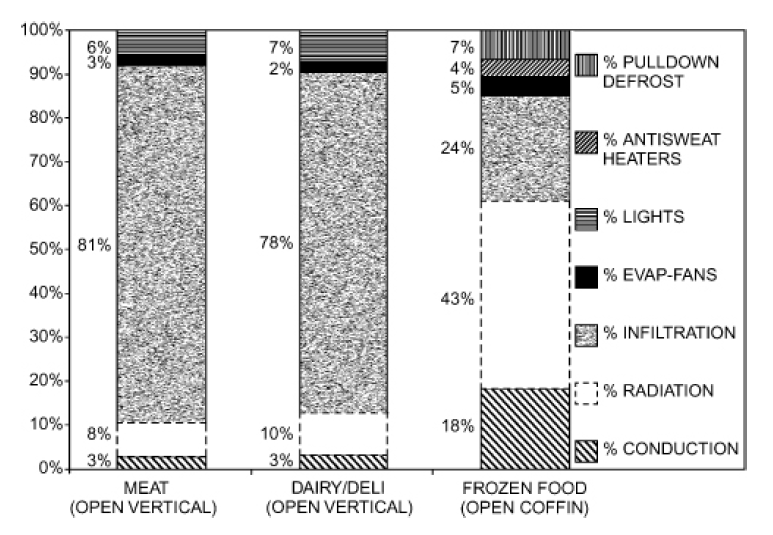 100%
90%
80%
70%
60%
50%
40%
30%
20%
10%
0%
6%
3%
81%
8%
3%
7%
2%
78%
10%
3%
7%
4%
5%
24%
43%
18%
% PULLDOWN
DEFROST
% ANTISWEAT
HEATERS
% LIGHTS
% EVAP-FANS
% INFILTRATION
% RADIATION
% CONDUCTION
MEAT
(OPEN VERTICAL)
DAIRY/DELI
(OPEN VERTICAL)
FROZEN FOOD
(OPEN COFFIN)